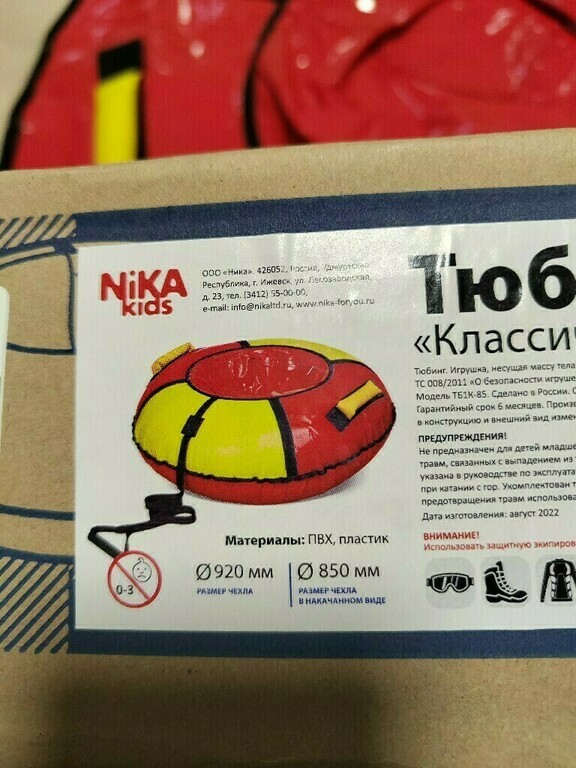 NiKA
kids
ООО «Ника». 426052, Россия, Удмуртская
Республика, г. Ижевск, ул. Лесозаводская,
д. 23, тел. (3412) 55-00-00,
e-mail: info@nikaltd.ru, www.nika-foryou.ru
Тюб
«Классич
Тюбинг. Игрушка, несущая массу тела
ТС 008/2011 «О безопасности игруше
Модель ТБ1К-85. Сделано в России. С
Гарантийный срок 6 месяцев. Произв
в конструкцию и внешний вид измен
ПРЕДУПРЕЖДЕНИЯ!
Не предназначен для детей младше
травм, связанных с выпадением из
указана в руководстве по эксплуата
при катании с гор. Укомплектован т
предотвращения травм использова
Дата изготовления: август 2022
ВНИМАНИЕ!
Использовать защитную экипиров
Материалы: ПВХ, пластик
Ø 920 мм
РАЗМЕР ЧЕХЛА
Ø 850 мм
РАЗМЕР ЧЕХЛА
В НАКАЧАННОМ ВИДЕ
0-3